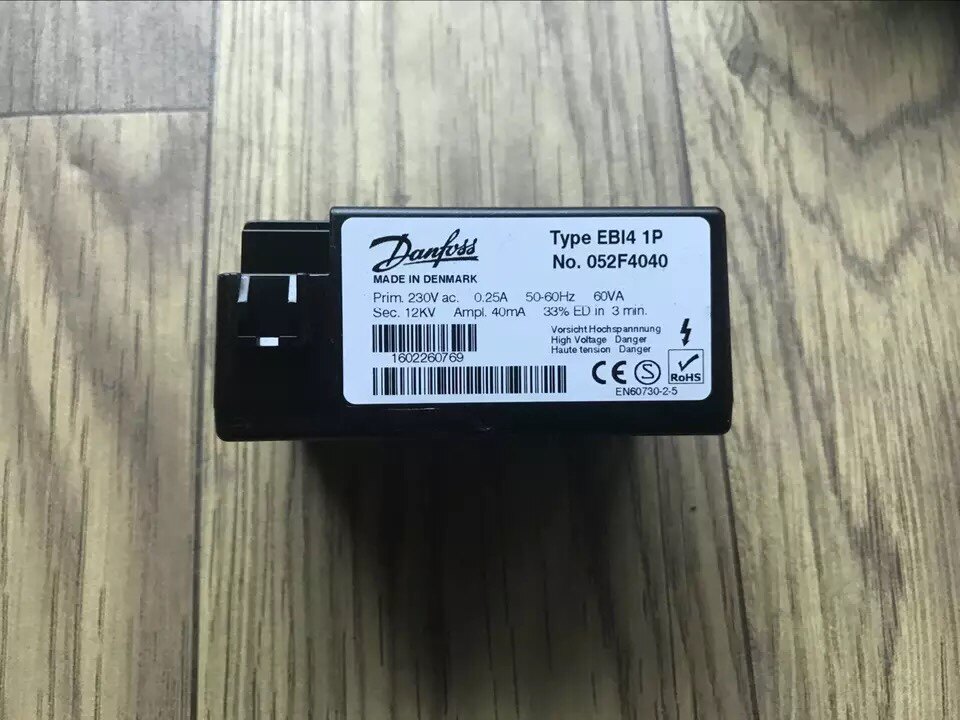 Danfoss
MADE IN DENMARK
Type EBI4 1P
No. 052F4040
Prim. 230V ac. 0.25A 50-60Hz 60VA
Sec. 12KV Ampl. 40mA 33% ED in 3 min.
1602260769
Vorsicht Hochspannnung
High Voltage Danger
Haute tension Danger
CE S RoHS
EN60730-2-5